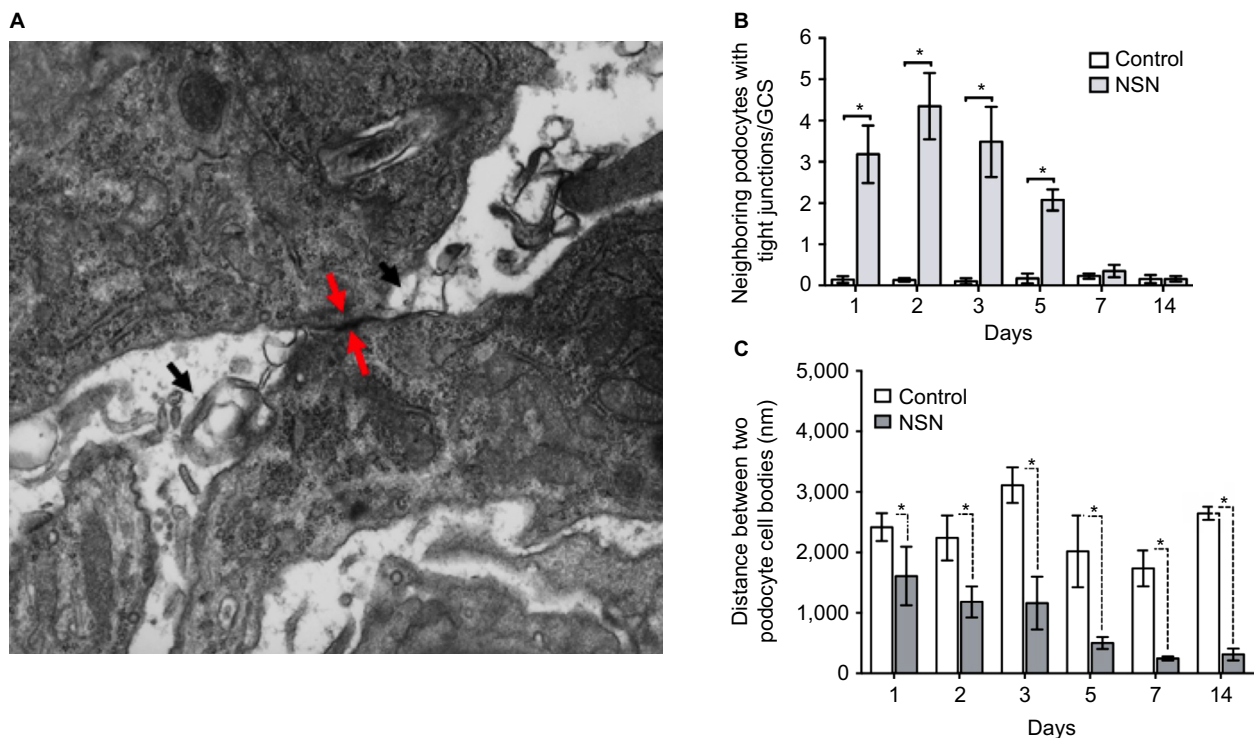 A
B
Neighboring podocytes with
tight junctions/GCS
6
5
4
3
2
1
0
Control
NSN
*
*
*
*
1 2 3 5 7 14
Days
C
Distance between two
podocyte cell bodies (nm)
5,000
4,000
3,000
2,000
1,000
0
Control
NSN
*
*
*
*
*
*
1 2 3 5 7 14
Days